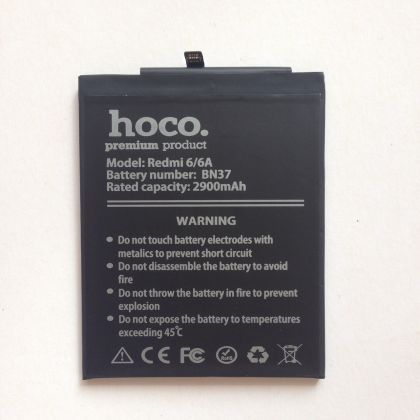 hoco.
premium product
Model: Redmi 6/6A
Battery number: BN37
Rated capacity: 2900mAh
WARNING
• Do not touch battery electrodes with
metalics to prevent short circuit
• Do not disassemble the battery to avoid
fire
• Do not throw the battery in fire to prevent
explosion
• Do not expose the battery to temperatures
exceeding 45℃
CE FC RoHS